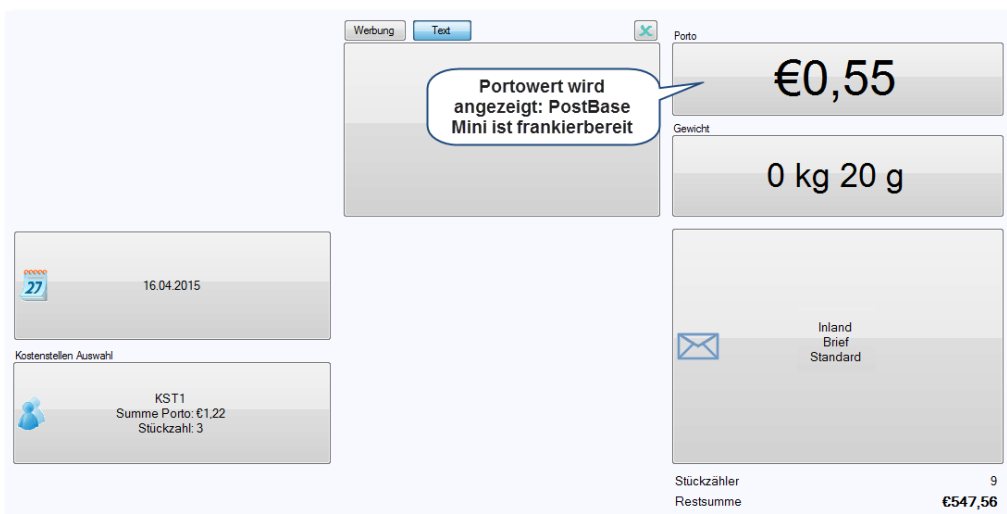 Werbung
Text
Porto
€0,55
Portowert wird
angezeigt: PostBase
Mini ist frankierbereit
Gewicht
0 kg 20 g
27
16.04.2015
Kostenstellen Auswahl
KST1
Summe Porto: €1,22
Stückzahl: 3
Inland
Brief
Standard
Stückzähler 9
Restsumme €547,56